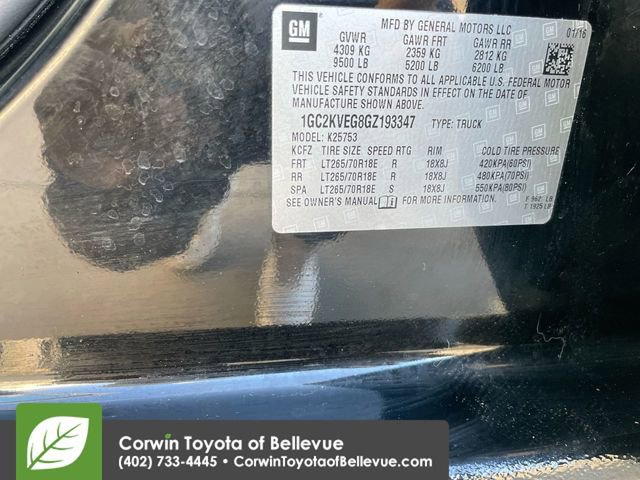 GM
MFD BY GENERAL MOTORS LLC 01/16
GVWR GAWR FRT GAWR RR
4309 KG 2359 KG 2812 KG
9500 LB 5200 LB 6200 LB
THIS VEHICLE CONFORMS TO ALL APPLICABLE U.S. FEDERAL MOTOR
VEHICLE SAFETY STANDARDS IN EFFECT ON THE DATE OF
MANUFACTURE SHOWN ABOVE.
1GC2KVEG8GZ193347 TYPE: TRUCK
MODEL: K25753
KCFZ TIRE SIZE SPEED RTG RIM COLD TIRE PRESSURE
FRT LT265/70R18E R 18X8J 420KPA(60PSI)
RR LT265/70R18E R 18X8J 480KPA(70PSI)
SPA LT265/70R18E S 18X8J 550KPA(80PSI)
SEE OWNER'S MANUAL FOR MORE INFORMATION
F 962 LB
T 1925 LB
Corwin Toyota of Bellevue
(402) 733-4445 • CorwinToyotaofBellevue.com